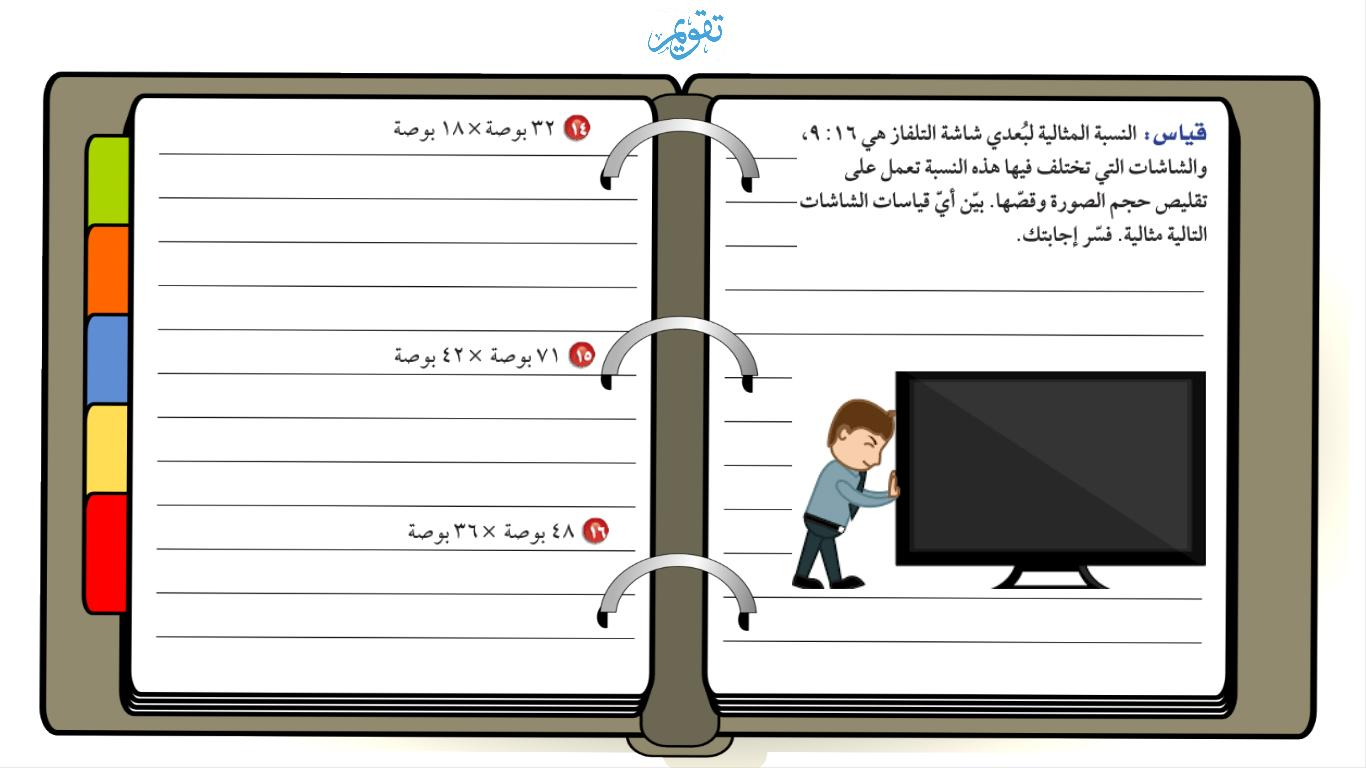 تقويم
قياس: النسبة المثالية لبُعدي شاشة التلفاز هي ١٦ : ٩،
والشاشات التي تختلف فيها هذه النسبة تعمل على
تقليص حجم الصورة وقصّها. بيّن أيّ قياسات الشاشات
التالية مثالية. فسّر إجابتك.
١٤ ٣٢ بوصة × ١٨ بوصة
١٥ ٧١ بوصة × ٤٢ بوصة
١٦ ٤٨ بوصة × ٣٦ بوصة